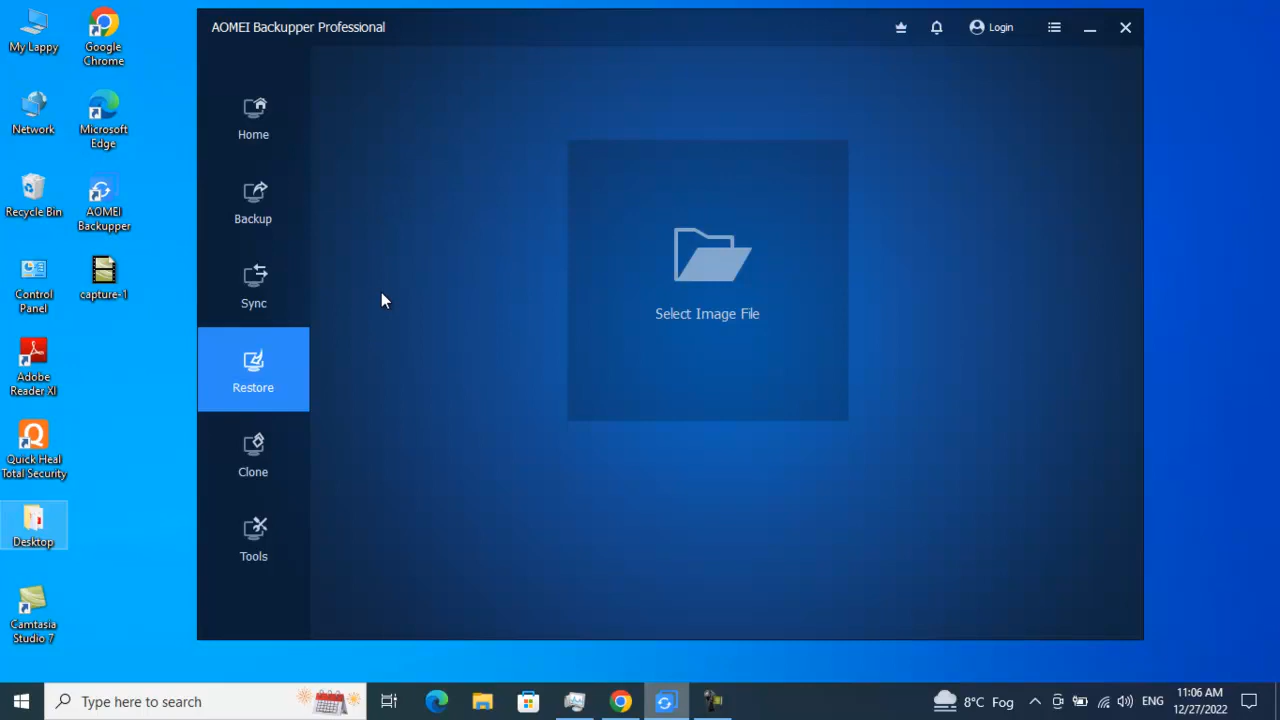 My Lappy
Google
Chrome
Network
Microsoft
Edge
Recycle Bin
AOMEI
Backupper
Control
Panel
capture-1
Adobe
Reader XI
Quick Heal
Total Security
Desktop
Camtasia
Studio 7
AOMEI Backupper Professional
Login
Home
Backup
Sync
Restore
Clone
Tools
Select Image File
Type here to search
8°C Fog
ENG
11:06 AM
12/27/2022